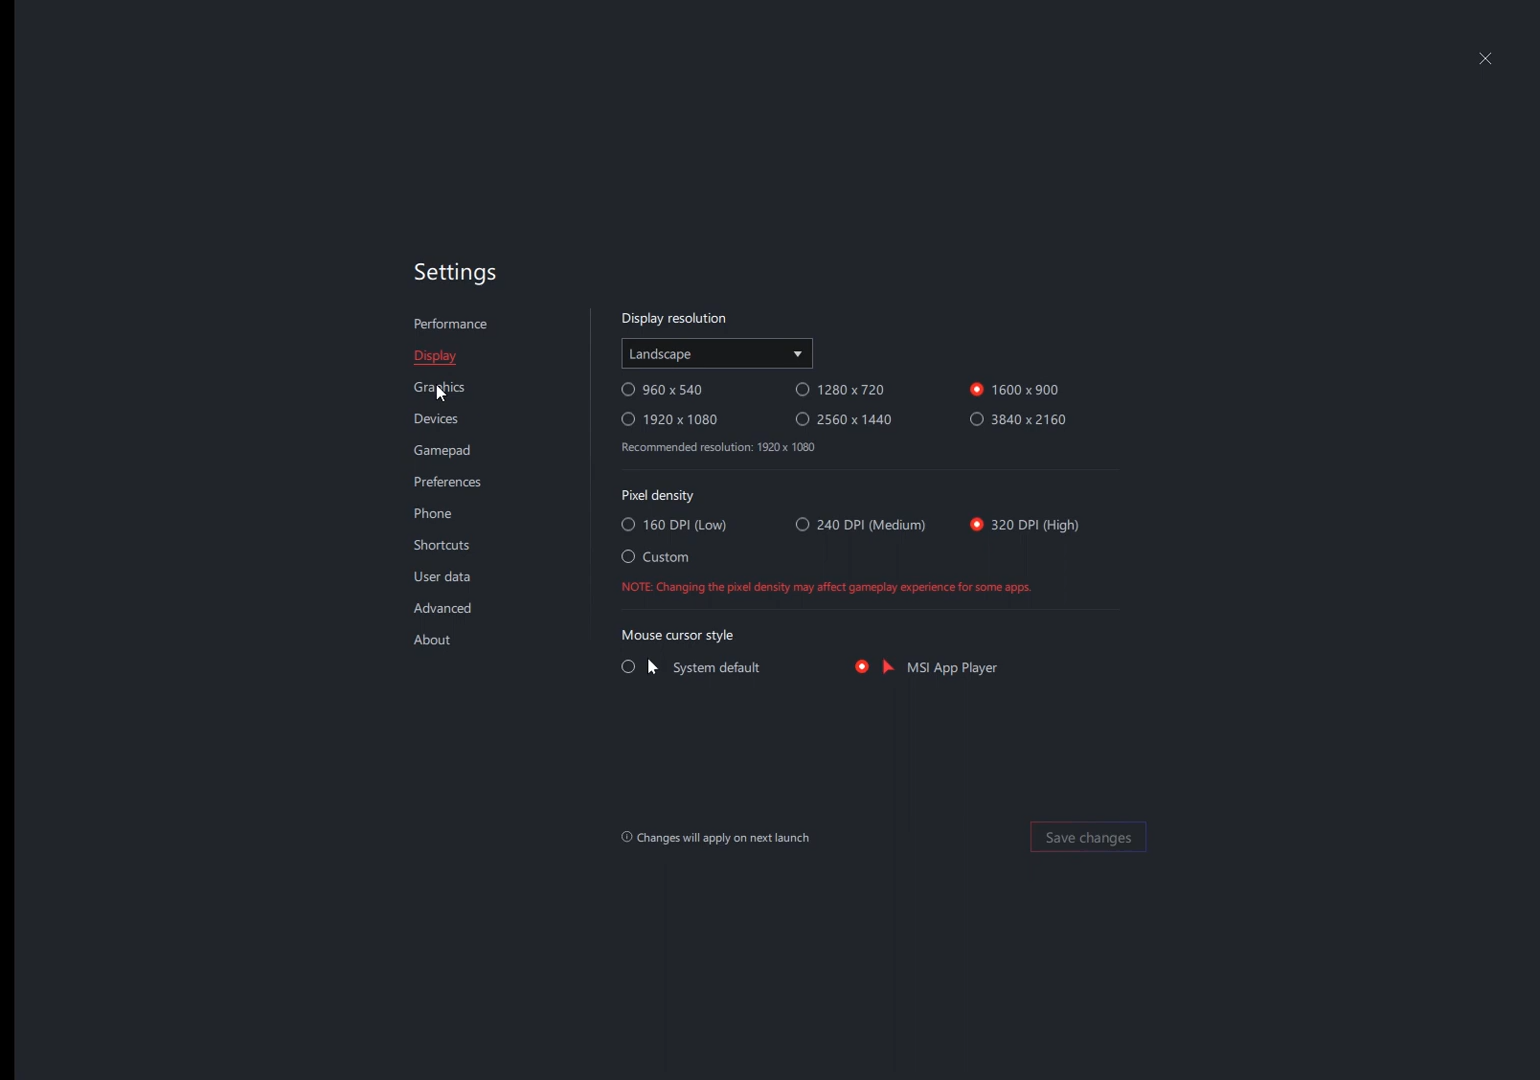 Settings
Performance
Display
Graphics
Devices
Gamepad
Preferences
Phone
Shortcuts
User data
Advanced
About
Display resolution
Landscape
960 x 540
1280 x 720
1600 x 900
1920 x 1080
2560 x 1440
3840 x 2160
Recommended resolution: 1920 x 1080
Pixel density
160 DPI (Low)
240 DPI (Medium)
320 DPI (High)
Custom
NOTE: Changing the pixel density may affect gameplay experience for some apps.
Mouse cursor style
System default
MSI App Player
Changes will apply on next launch
Save changes